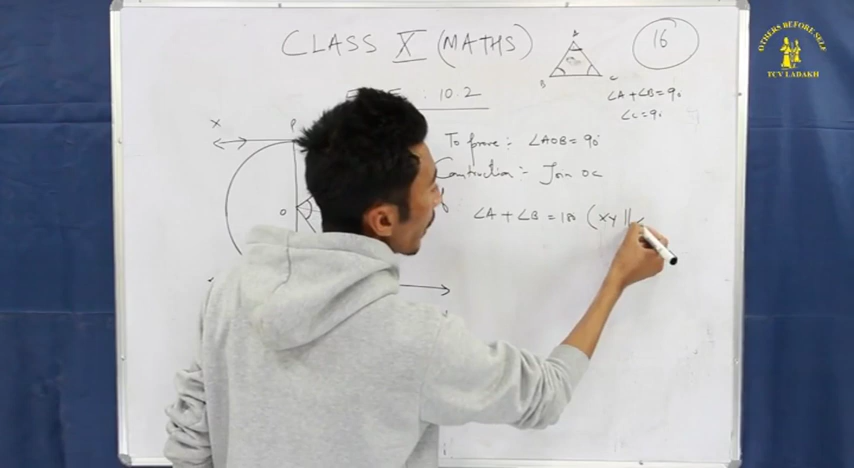 CLASS X (MATHS)
16
OTHERS BEFORE SELF
TCV LADAKH
A
B
C
∠A + ∠B = 90
∠C = 90
10.2
X
P
O
To prove :- ∠AOB = 90°
Construction :- Join OC
∠A + ∠B = 180 (XY ||